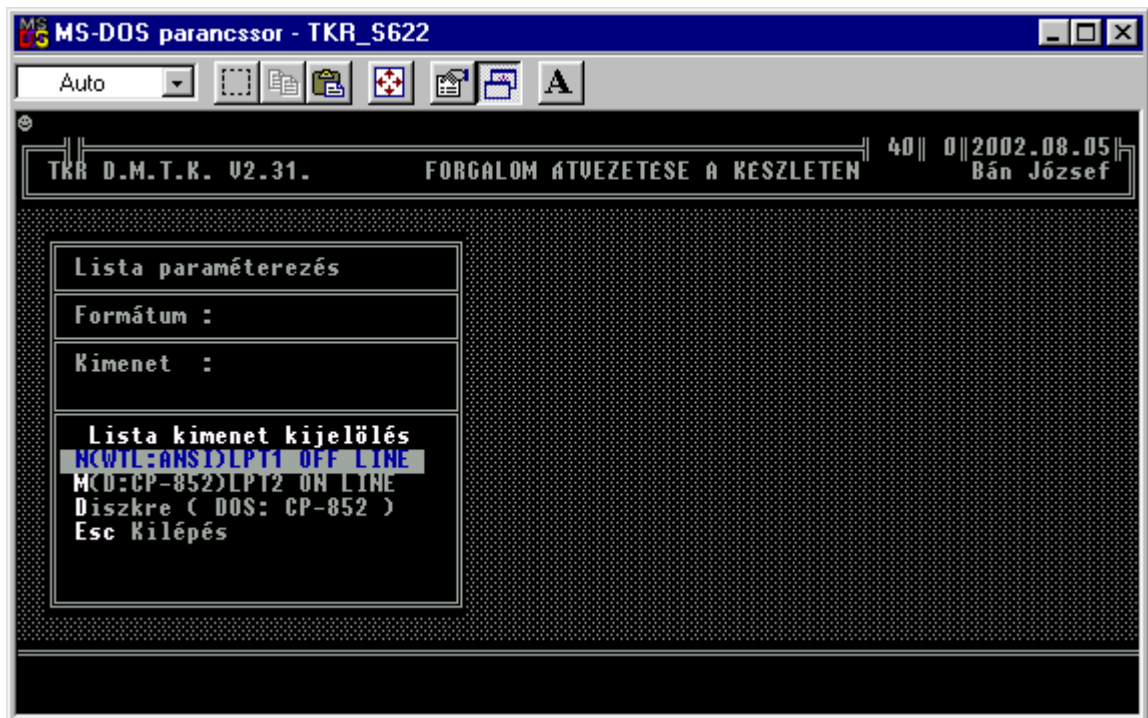 MS-DOS parancssor - TKR_S622
Auto
A
40 0 2002.08.05
TKR D.M.T.K. V2.31. FORGALOM ÁTVEZETÉSE A KÉSZLETEN Bán József
Lista paraméterezés
Formátum :
Kimenet :
Lista kimenet kijelölés
N(WTL:ANSI)LPT1 OFF LINE
M(D:CP-852)LPT2 ON LINE
Diszkre ( DOS: CP-852 )
Esc Kilépés